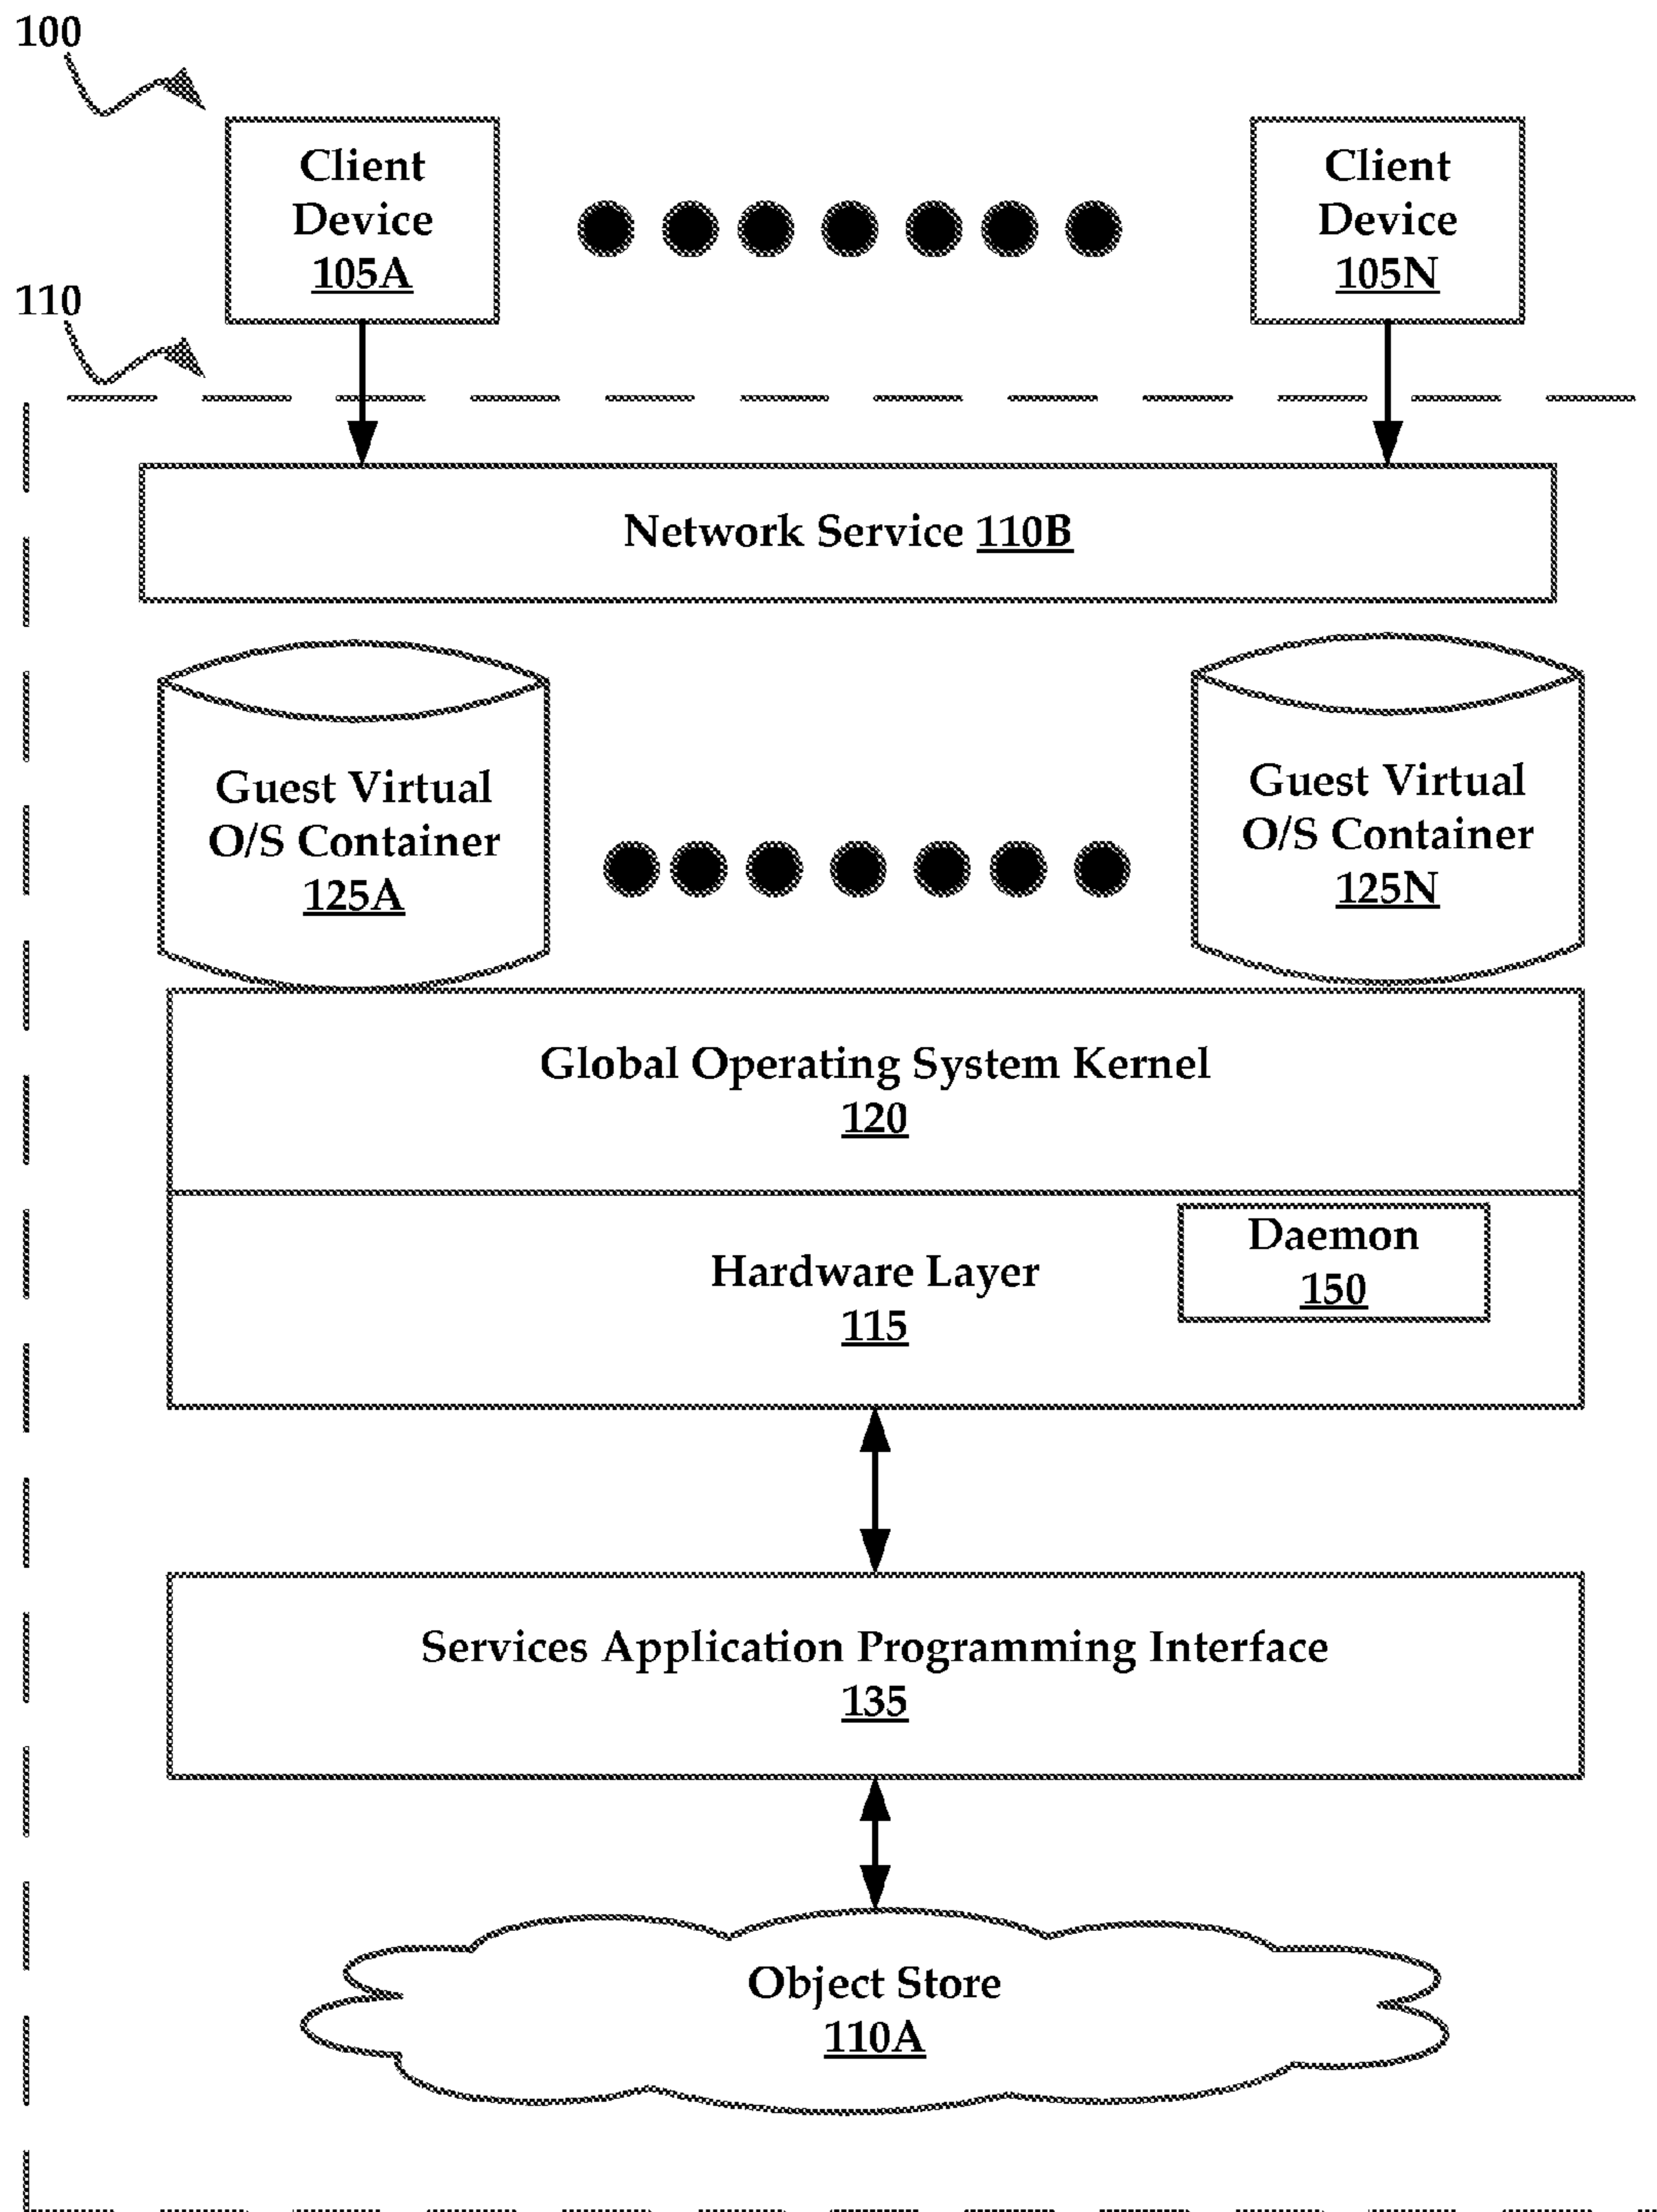 100
Client
Device
105A
Client
Device
105N
110
Network Service 110B
Guest Virtual
O/S Container
125A
Guest Virtual
O/S Container
125N
Global Operating System Kernel
120
Hardware Layer
115
Daemon
150
Services Application Programming Interface
135
Object Store
110A